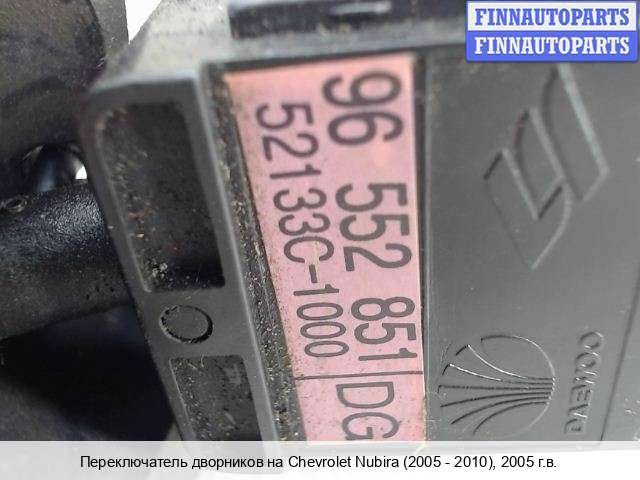 FINNAUTOPARTS
FINNAUTOPARTS
96 552 851 DG
52133C-1000
DAEWOO
Переключатель дворников на Chevrolet Nubira (2005 - 2010), 2005 г.в.